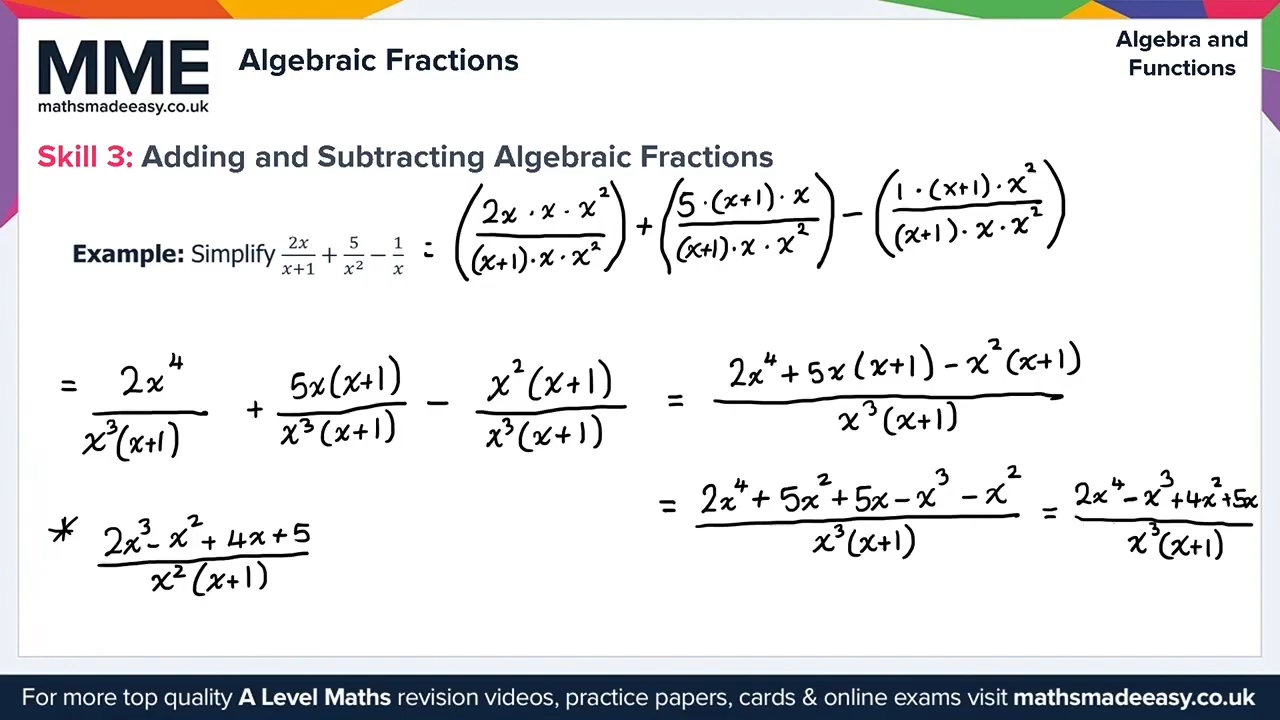 MME
mathsmadeeasy.co.uk
Algebraic Fractions
Algebra and
Functions
Skill 3: Adding and Subtracting Algebraic Fractions
Example: Simplify 2x/(x+1) + 5/x² − 1/x = ((2x · x · x²)/((x+1) · x · x²)) + ((5 · (x+1) · x)/((x+1) · x · x²)) − ((1 · (x+1) · x²)/((x+1) · x · x²))
= 2x⁴/(x³(x+1)) + 5x(x+1)/(x³(x+1)) − x²(x+1)/(x³(x+1)) = (2x⁴ + 5x(x+1) − x²(x+1))/(x³(x+1))
= (2x⁴ + 5x² + 5x − x³ − x²)/(x³(x+1)) = (2x⁴ − x³ + 4x² + 5x)/(x³(x+1))
* (2x³ − x² + 4x + 5)/(x²(x+1))
For more top quality A Level Maths revision videos, practice papers, cards & online exams visit mathsmadeeasy.co.uk